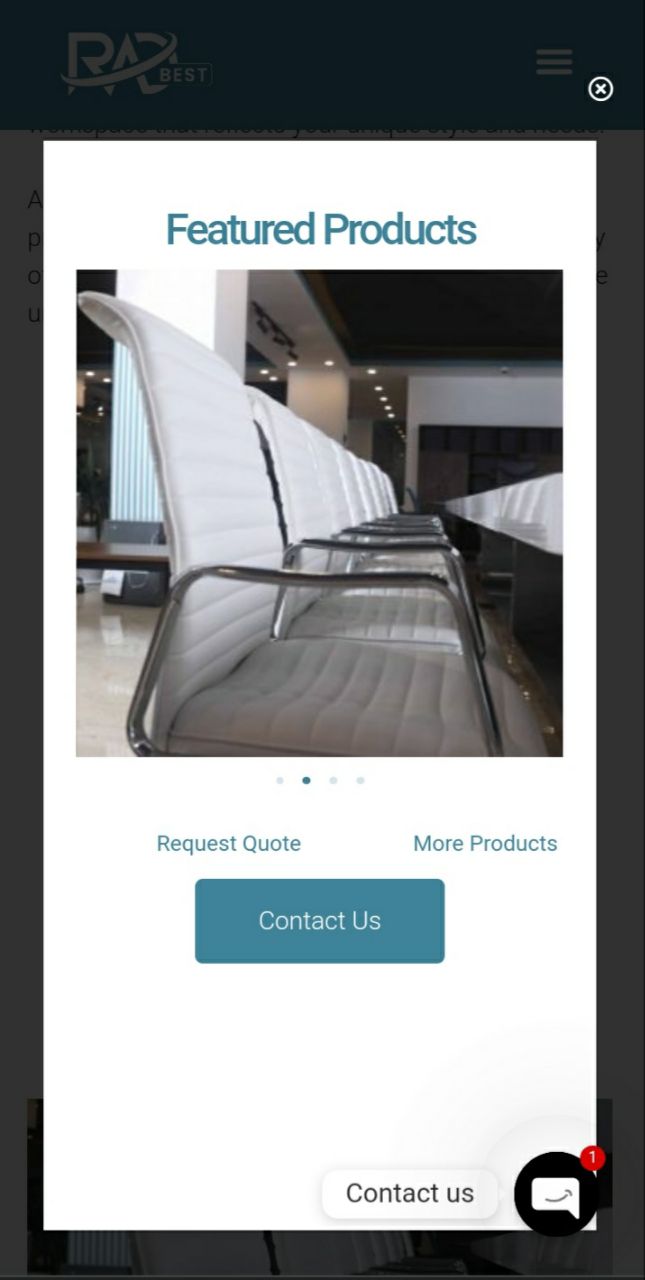 RAA
BEST
workspace that reflects your unique style and needs.
A
p
y
o
e
u
Featured Products
Request Quote
More Products
Contact Us
1
Contact us